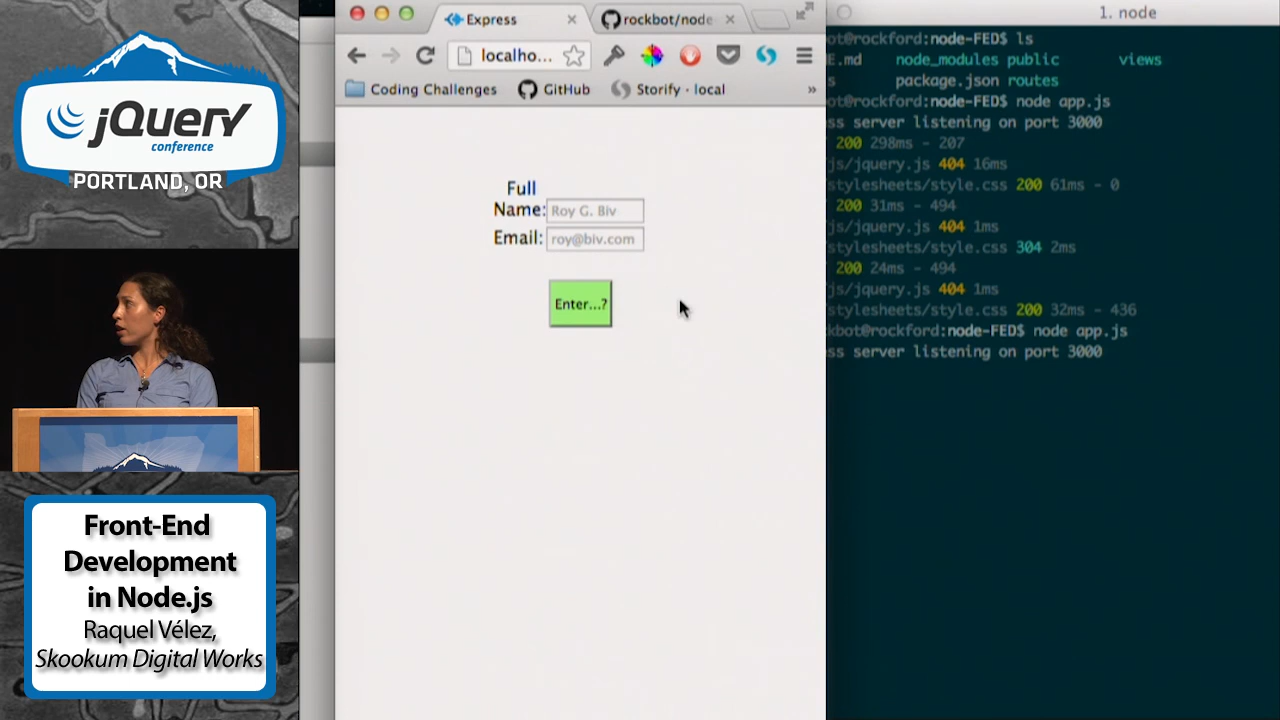 jQuery
conference
PORTLAND, OR
Front-End
Development
in Node.js
Raquel Vélez,
Skookum Digital Works
Express
rockbot/node
localho...
Coding Challenges
GitHub
Storify · local
»
Full
Name:
Roy G. Biv
Email:
roy@biv.com
Enter...?
1. node
ot@rockford:node-FED$ ls
E.md node_modules public views
s package.json routes
ot@rockford:node-FED$ node app.js
ss server listening on port 3000
200 298ms - 207
/js/jquery.js 404 16ms
stylesheets/style.css 200 61ms - 0
200 31ms - 494
/js/jquery.js 404 1ms
stylesheets/style.css 304 2ms
200 24ms - 494
/js/jquery.js 404 1ms
stylesheets/style.css 200 32ms - 436
kbot@rockford:node-FED$ node app.js
ss server listening on port 3000